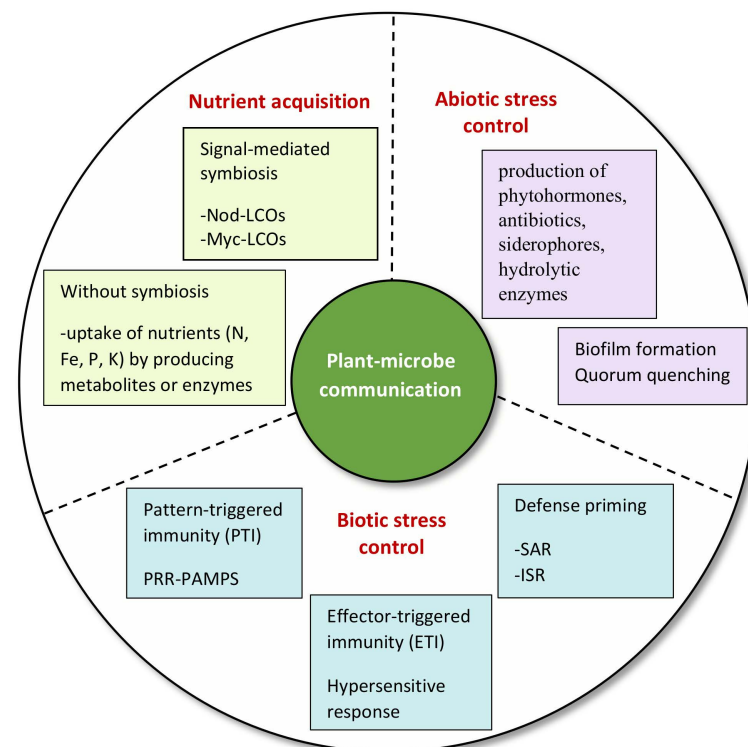 Nutrient acquisition
Signal-mediated
symbiosis
-Nod-LCOs
-Myc-LCOs
Without symbiosis
-uptake of nutrients (N,
Fe, P, K) by producing
metabolites or enzymes
Abiotic stress
control
production of
phytohormones,
antibiotics,
siderophores,
hydrolytic
enzymes
Biofilm formation
Quorum quenching
Plant-microbe
communication
Biotic stress
control
Pattern-triggered
immunity (PTI)
PRR-PAMPS
Effector-triggered
immunity (ETI)
Hypersensitive
response
Defense priming
-SAR
-ISR